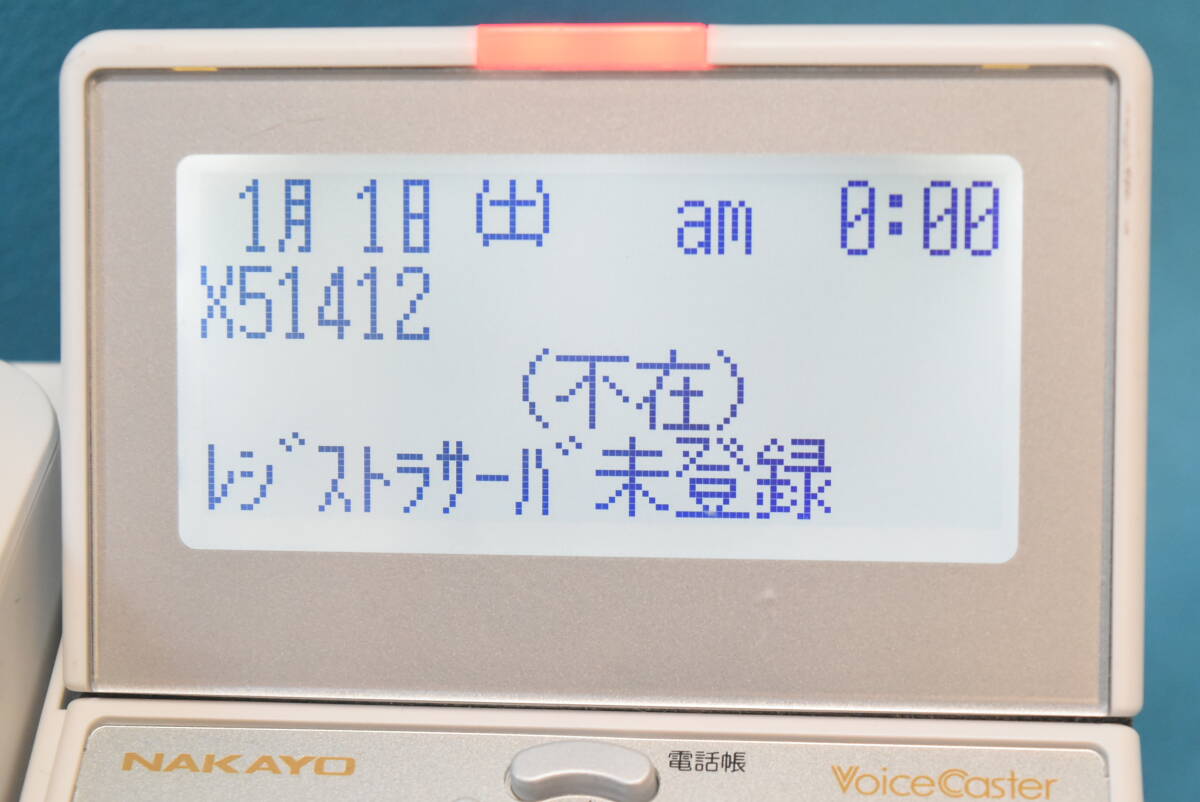 1月 1日 (土) am 0:00
X51412
(不在)
ﾚｼﾞｽﾄﾗｻｰﾊﾞ未登録
NAKAYO 電話帳 VoiceCaster